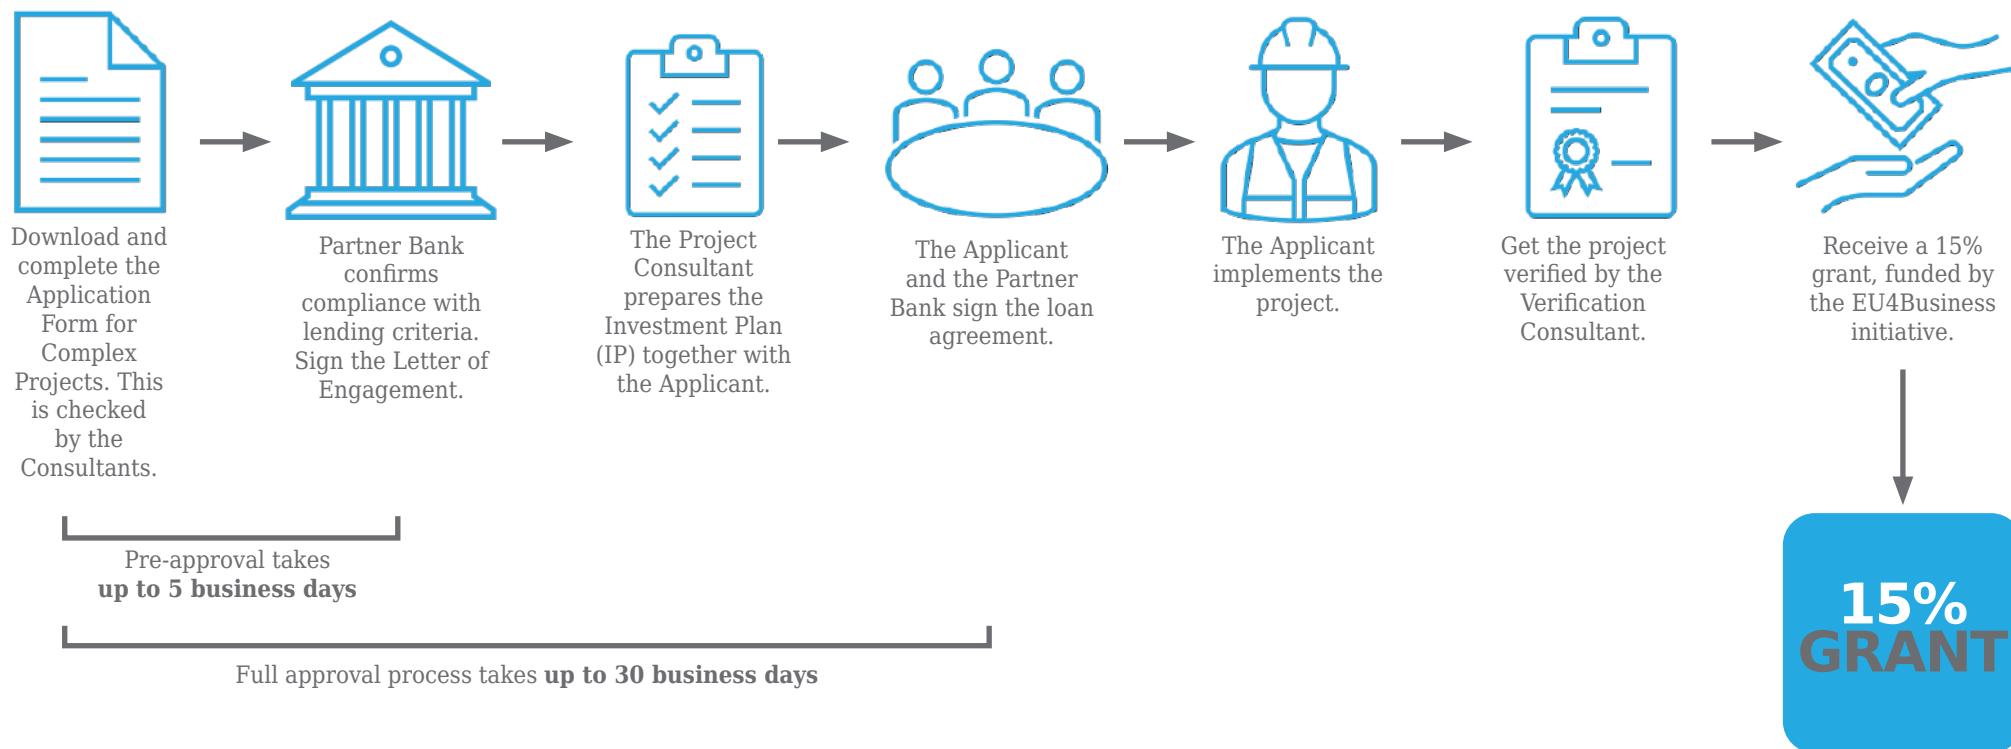 Download and
complete the
Application
Form for
Complex
Projects. This
is checked
by the
Consultants.
Partner Bank
confirms
compliance with
lending criteria.
Sign the Letter of
Engagement.
The Project
Consultant
prepares the
Investment Plan
(IP) together with
the Applicant.
The Applicant
and the Partner
Bank sign the loan
agreement.
The Applicant
implements the
project.
Get the project
verified by the
Verification
Consultant.
Receive a 15%
grant, funded by
the EU4Business
initiative.
Pre-approval takes
up to 5 business days
Full approval process takes up to 30 business days
15%
GRANT